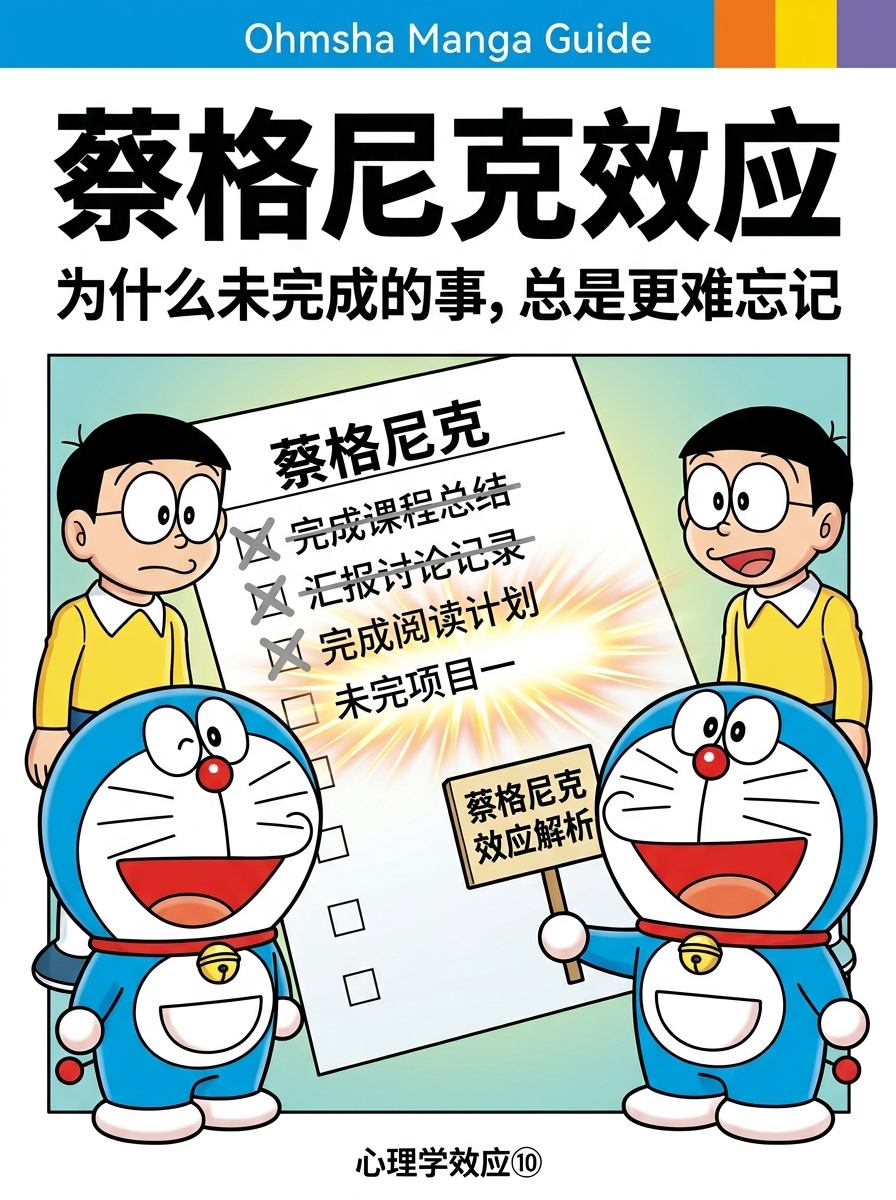 Ohmsha Manga Guide
蔡格尼克效应
为什么未完成的事，总是更难忘记
蔡格尼克
完成课程总结
汇报讨论记录
完成阅读计划
未完项目一
蔡格尼克
效应解析
心理学效应⑩